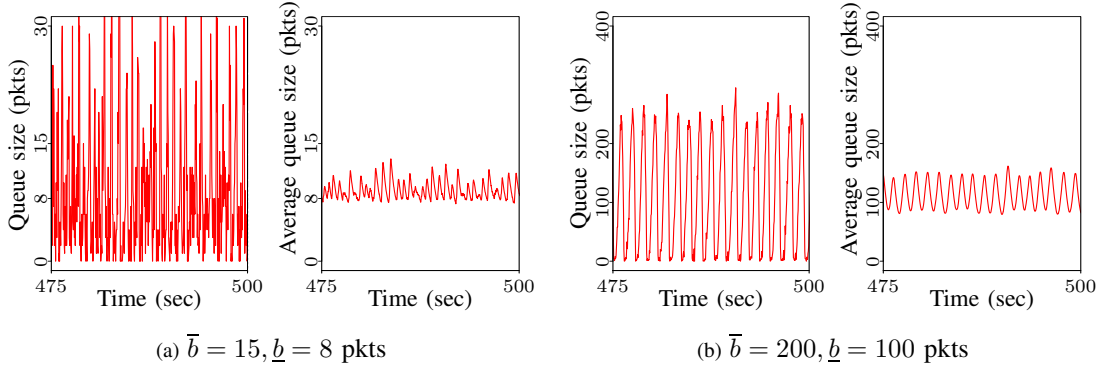 Queue size (pkts)
30
15
8
0
475
500
Time (sec)
Average queue size (pkts)
30
15
8
0
475
500
Time (sec)
(a) b̅ = 15, b̲ = 8 pkts
Queue size (pkts)
400
200
100
0
475
500
Time (sec)
Average queue size (pkts)
400
200
100
0
475
500
Time (sec)
(b) b̅ = 200, b̲ = 100 pkts